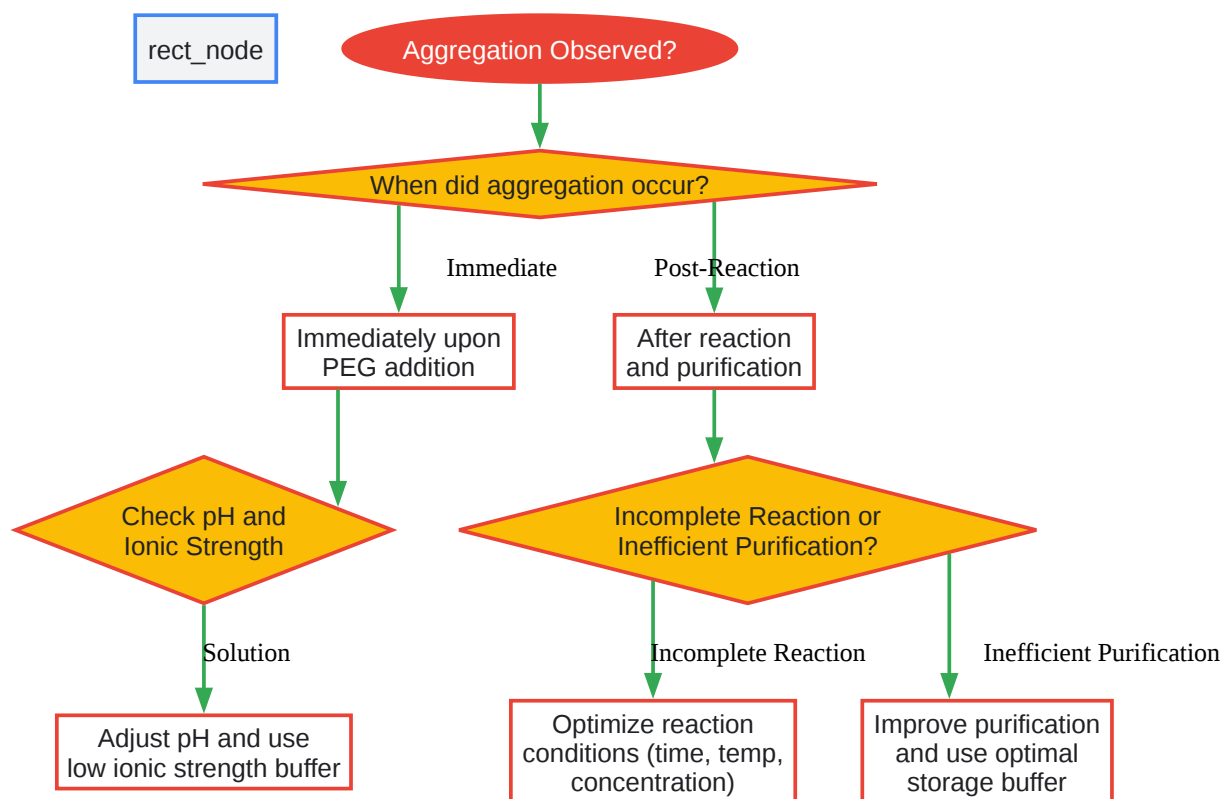 rect_node
Aggregation Observed?
When did aggregation occur?
Immediate
Post-Reaction
Immediately upon
PEG addition
After reaction
and purification
Check pH and
Ionic Strength
Incomplete Reaction or
Inefficient Purification?
Solution
Incomplete Reaction
Inefficient Purification
Adjust pH and use
low ionic strength buffer
Optimize reaction
conditions (time, temp,
concentration)
Improve purification
and use optimal
storage buffer